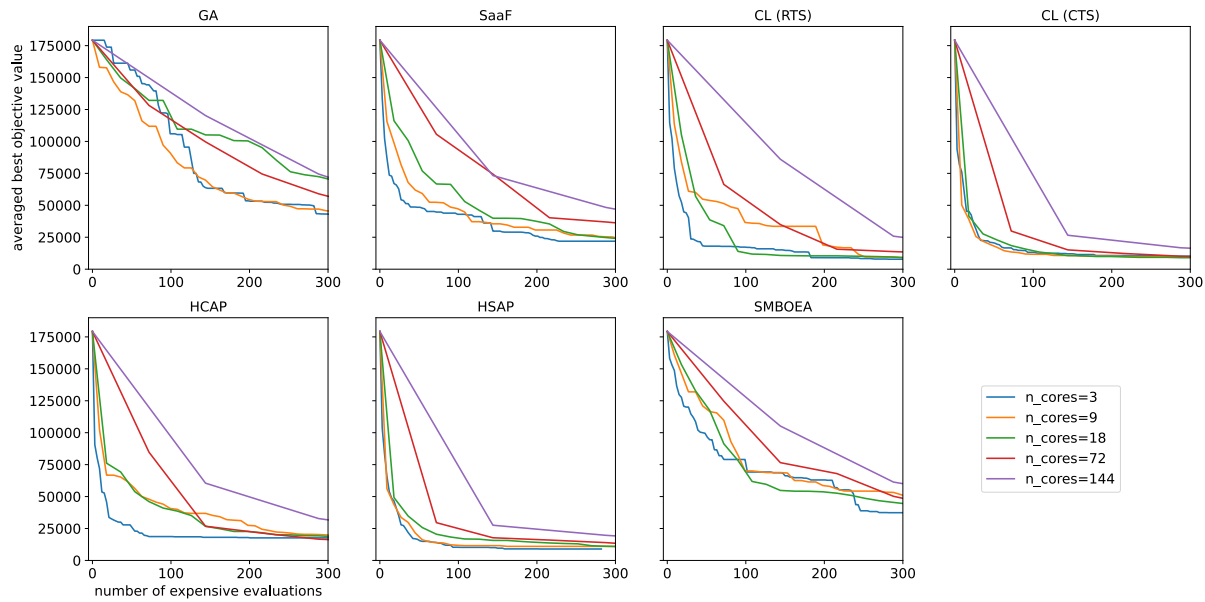 GA
SaaF
CL (RTS)
CL (CTS)
averaged best objective value
175000
150000
125000
100000
75000
50000
25000
0
0 100 200 300
0 100 200 300
0 100 200 300
0 100 200 300
HCAP
HSAP
SMBOEA
175000
150000
125000
100000
75000
50000
25000
0
0 100 200 300
0 100 200 300
0 100 200 300
number of expensive evaluations
n_cores=3
n_cores=9
n_cores=18
n_cores=72
n_cores=144